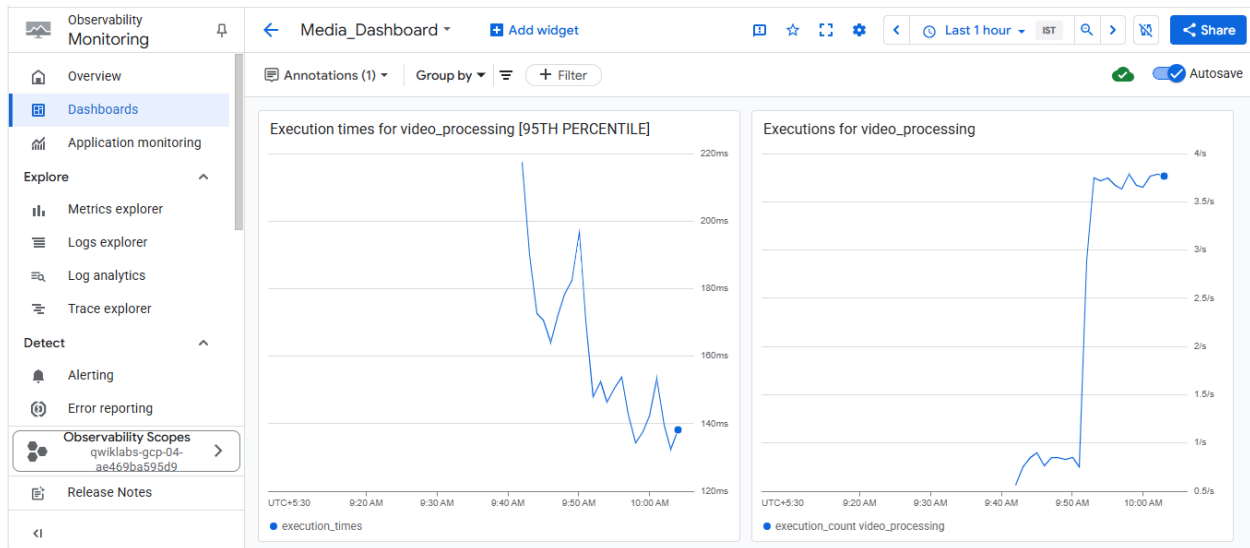 Observability
Monitoring
Media_Dashboard
Add widget
Last 1 hour
IST
Share
Overview
Dashboards
Application monitoring
Explore
Metrics explorer
Logs explorer
Log analytics
Trace explorer
Detect
Alerting
Error reporting
Observability Scopes
qwiklabs-gcp-04-
ae469ba595d9
Release Notes
Annotations (1)
Group by
Filter
Autosave
Execution times for video_processing [95TH PERCENTILE]
220ms
200ms
180ms
160ms
140ms
120ms
UTC+5:30 9:20 AM 9:30 AM 9:40 AM 9:50 AM 10:00 AM
execution_times
Executions for video_processing
4/s
3.5/s
3/s
2.5/s
2/s
1.5/s
1/s
0.5/s
UTC+5:30 9:20 AM 9:30 AM 9:40 AM 9:50 AM 10:00 AM
execution_count video_processing